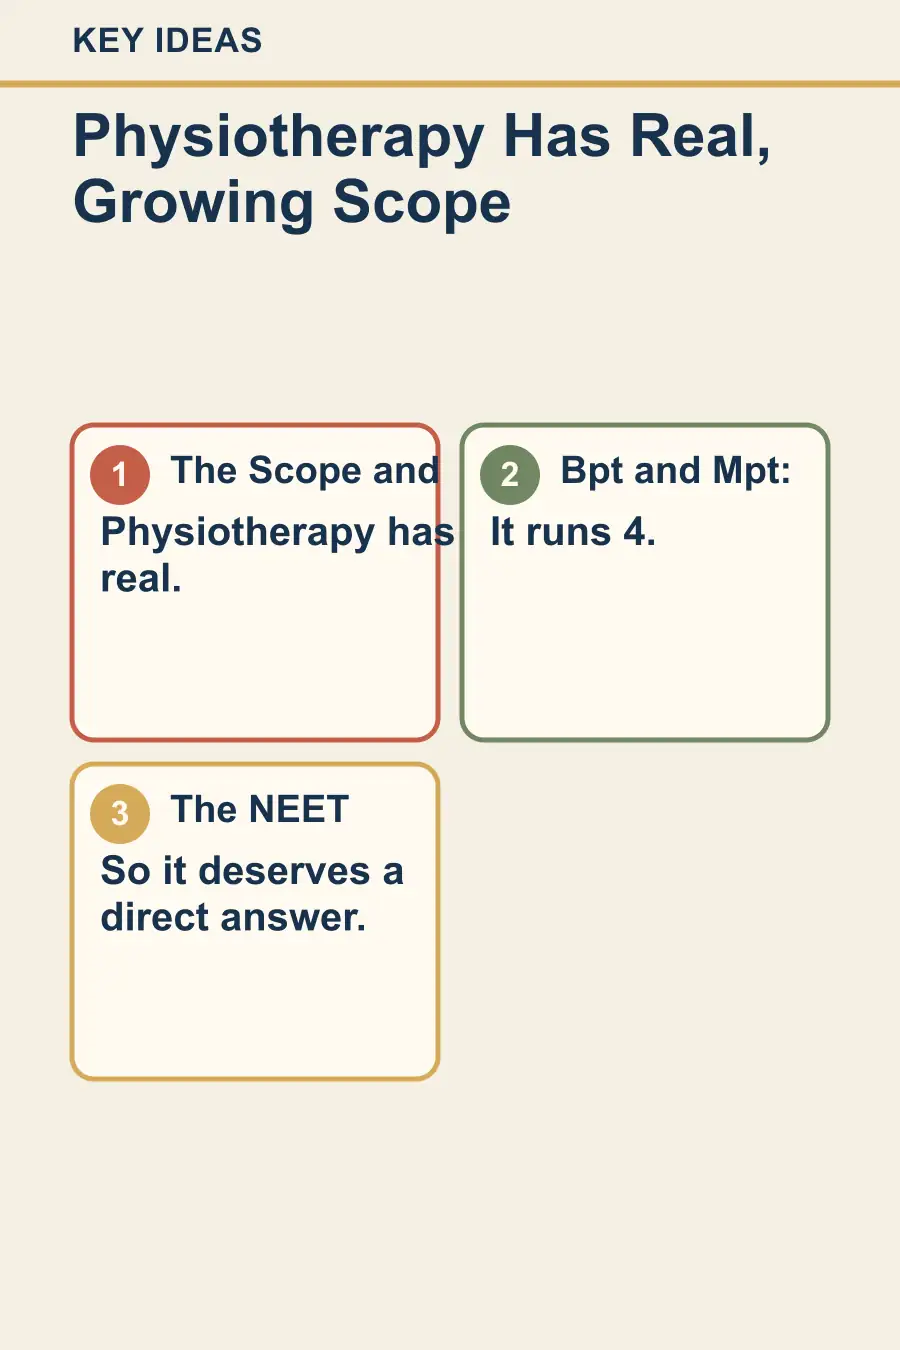 KEY IDEAS
Physiotherapy Has Real,
Growing Scope
1 The Scope and
Physiotherapy has
real.
2 Bpt and Mpt:
It runs 4.
3 The NEET
So it deserves a
direct answer.